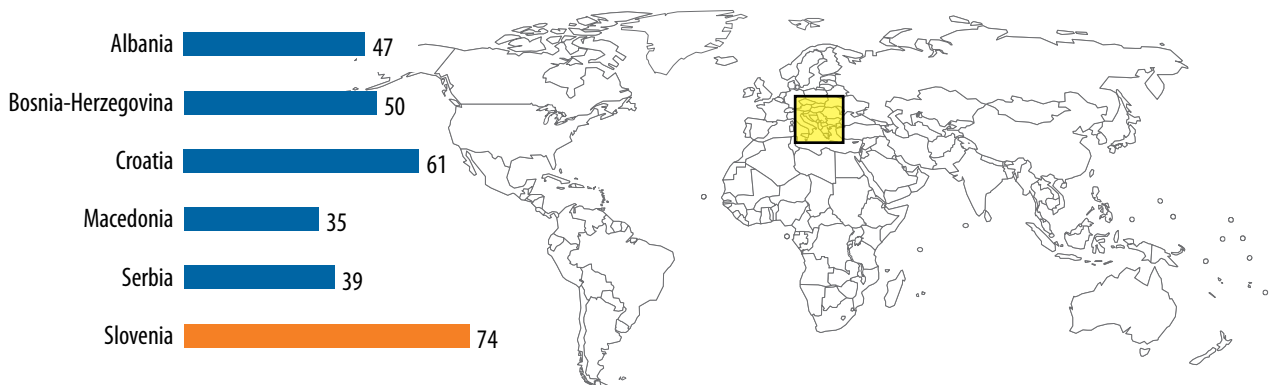 Albania 47
Bosnia-Herzegovina 50
Croatia 61
Macedonia 35
Serbia 39
Slovenia 74